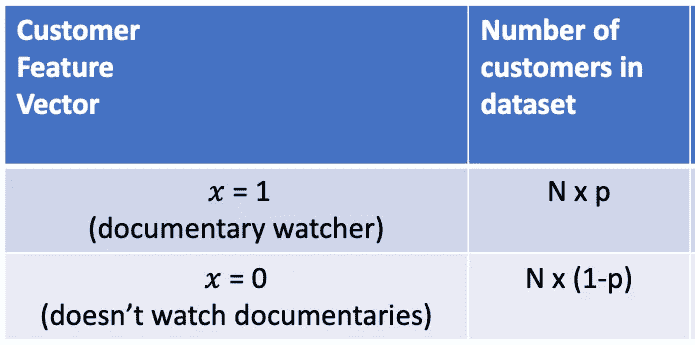 Customer
Feature
Vector
Number of
customers in
dataset
x = 1
(documentary watcher)
N x p
x = 0
(doesn’t watch documentaries)
N x (1-p)